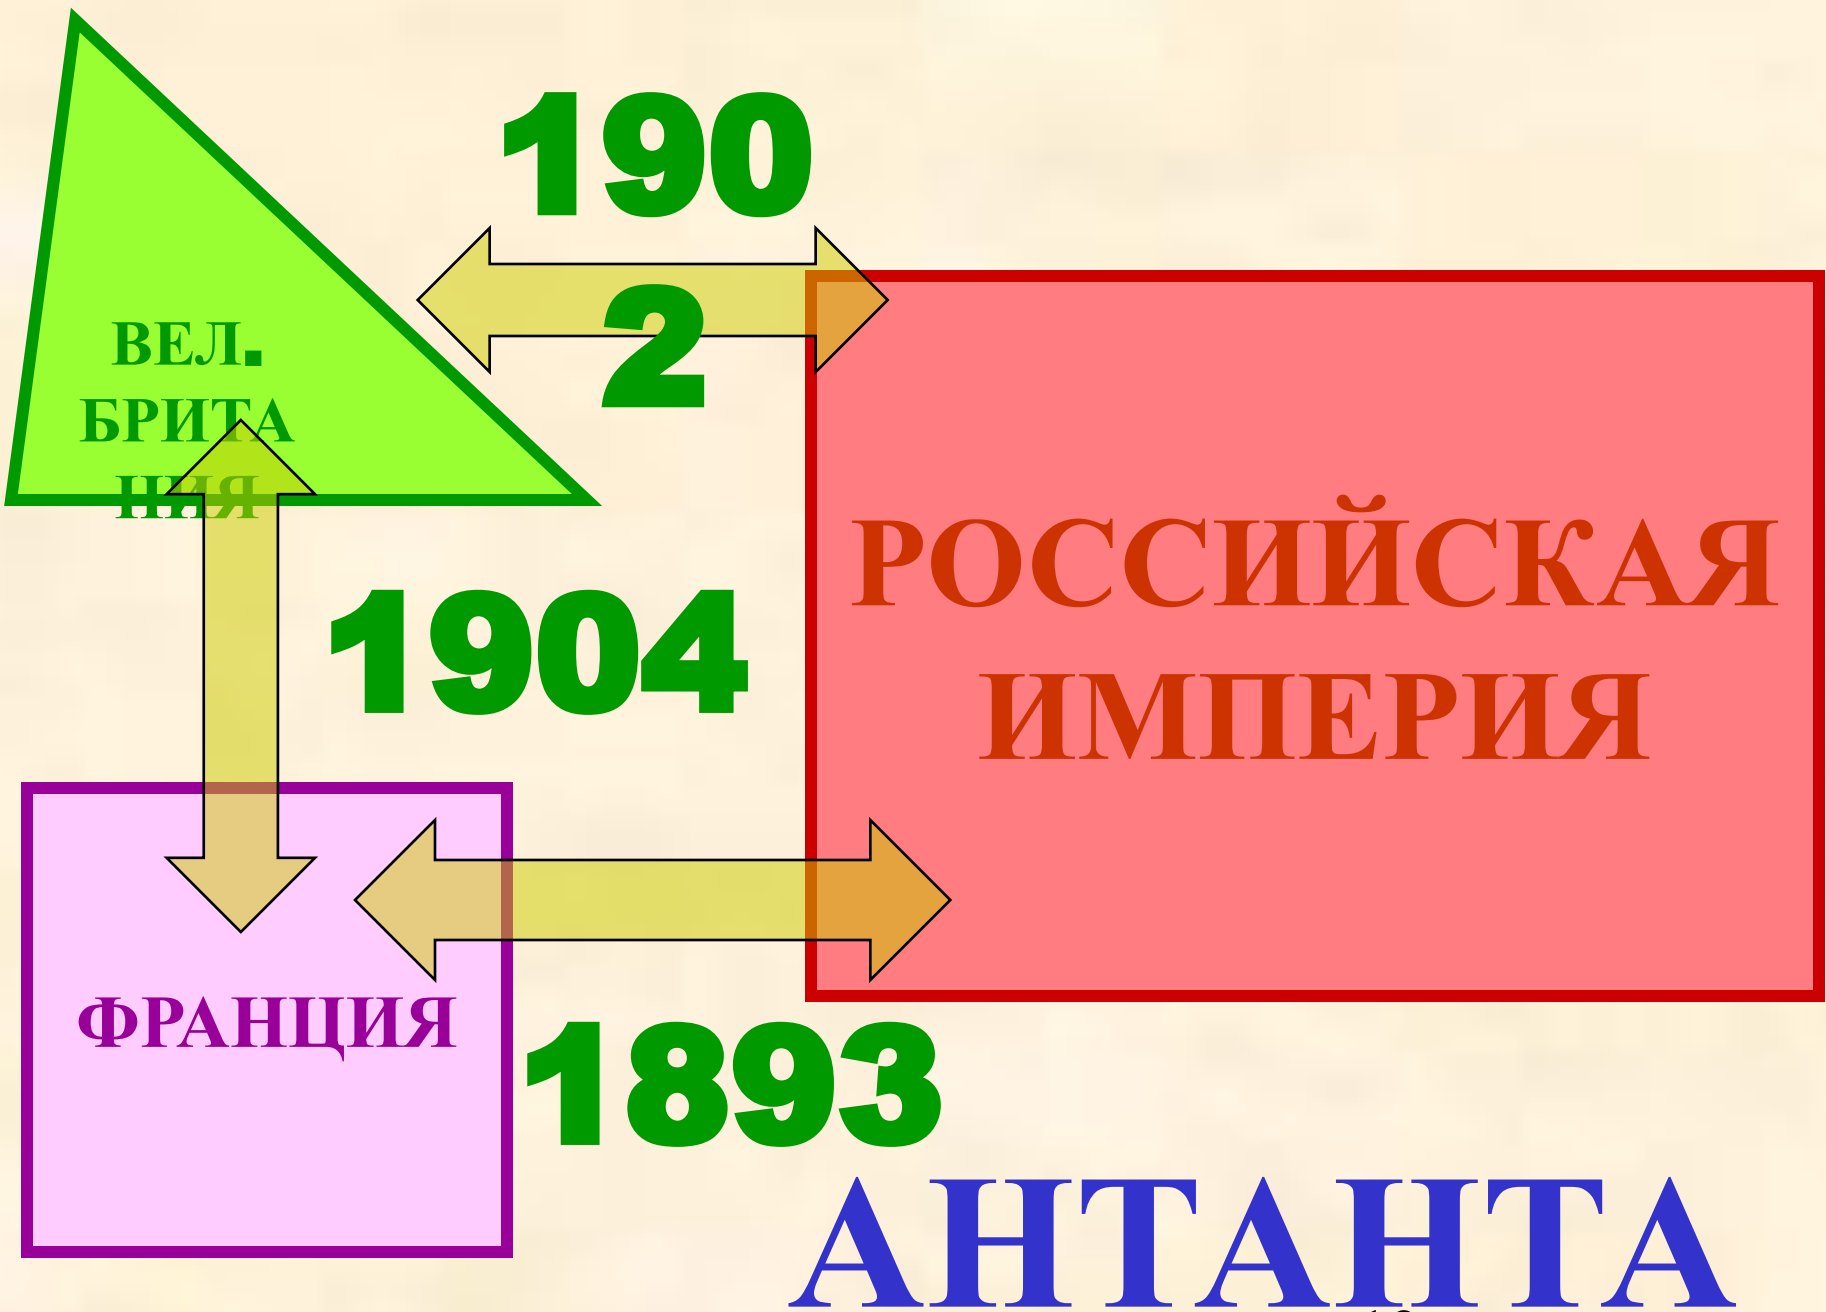 190
2
ВЕЛ.
БРИТА
НИЯ
РОССИЙСКАЯ
ИМПЕРИЯ
1904
ФРАНЦИЯ
1893
АНТАНТА